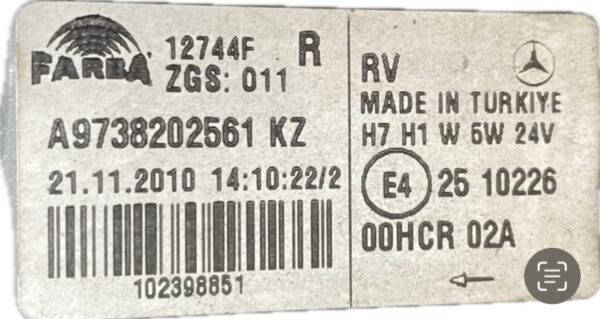 FARBA
12744F R
ZGS: 011
A9738202561 KZ
21.11.2010 14:10:22/2
102398851
RV
MADE IN TURKIYE
H7 H1 W 5W 24V
E4 25 10226
00HCR 02A